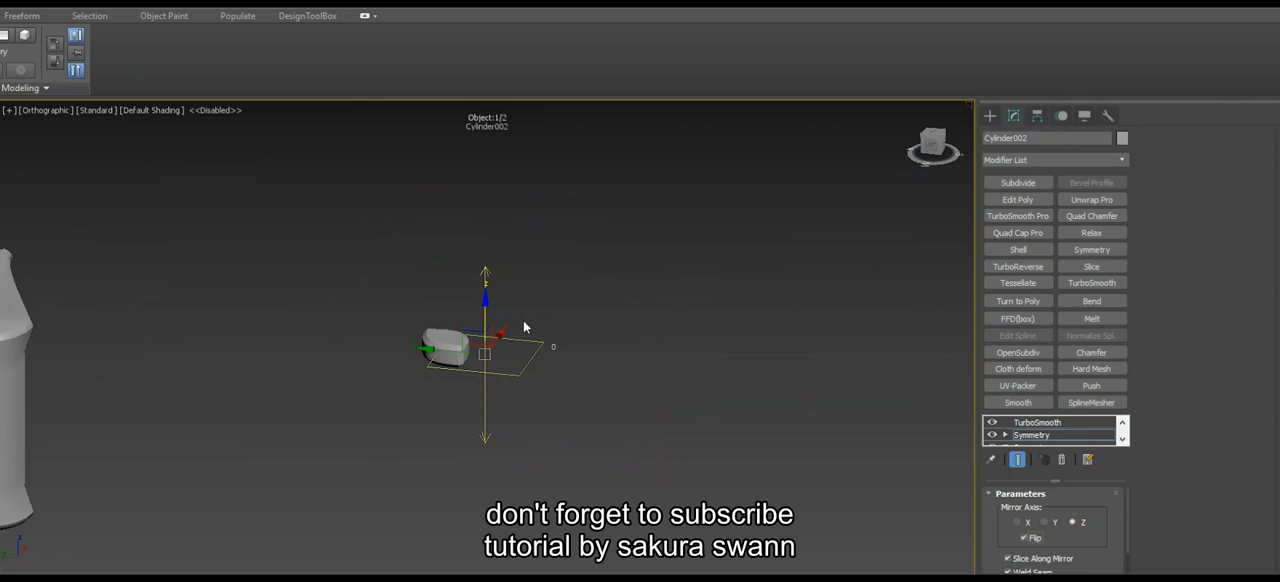 Freeform Selection Object Paint Populate DesignToolBox
Modeling
[+] [Orthographic] [Standard] [Default Shading] <<Disabled>>
Object:1/2
Cylinder002
z
0
Cylinder002
Modifier List
Subdivide Bevel Profile
Edit Poly Unwrap Pro
TurboSmooth Pro Quad Chamfer
Quad Cap Pro Relax
Shell Symmetry
TurboReverse Slice
Tessellate TurboSmooth
Turn to Poly Bend
FFD(box) Melt
Edit Spline Normalize Spl.
OpenSubdiv Chamfer
Cloth deform Hard Mesh
UV-Packer Push
Smooth SplineMesher
TurboSmooth
Symmetry
Parameters
Mirror Axis:
X Y Z
Flip
Slice Along Mirror
Weld Seam
don't forget to subscribe
tutorial by sakura swann